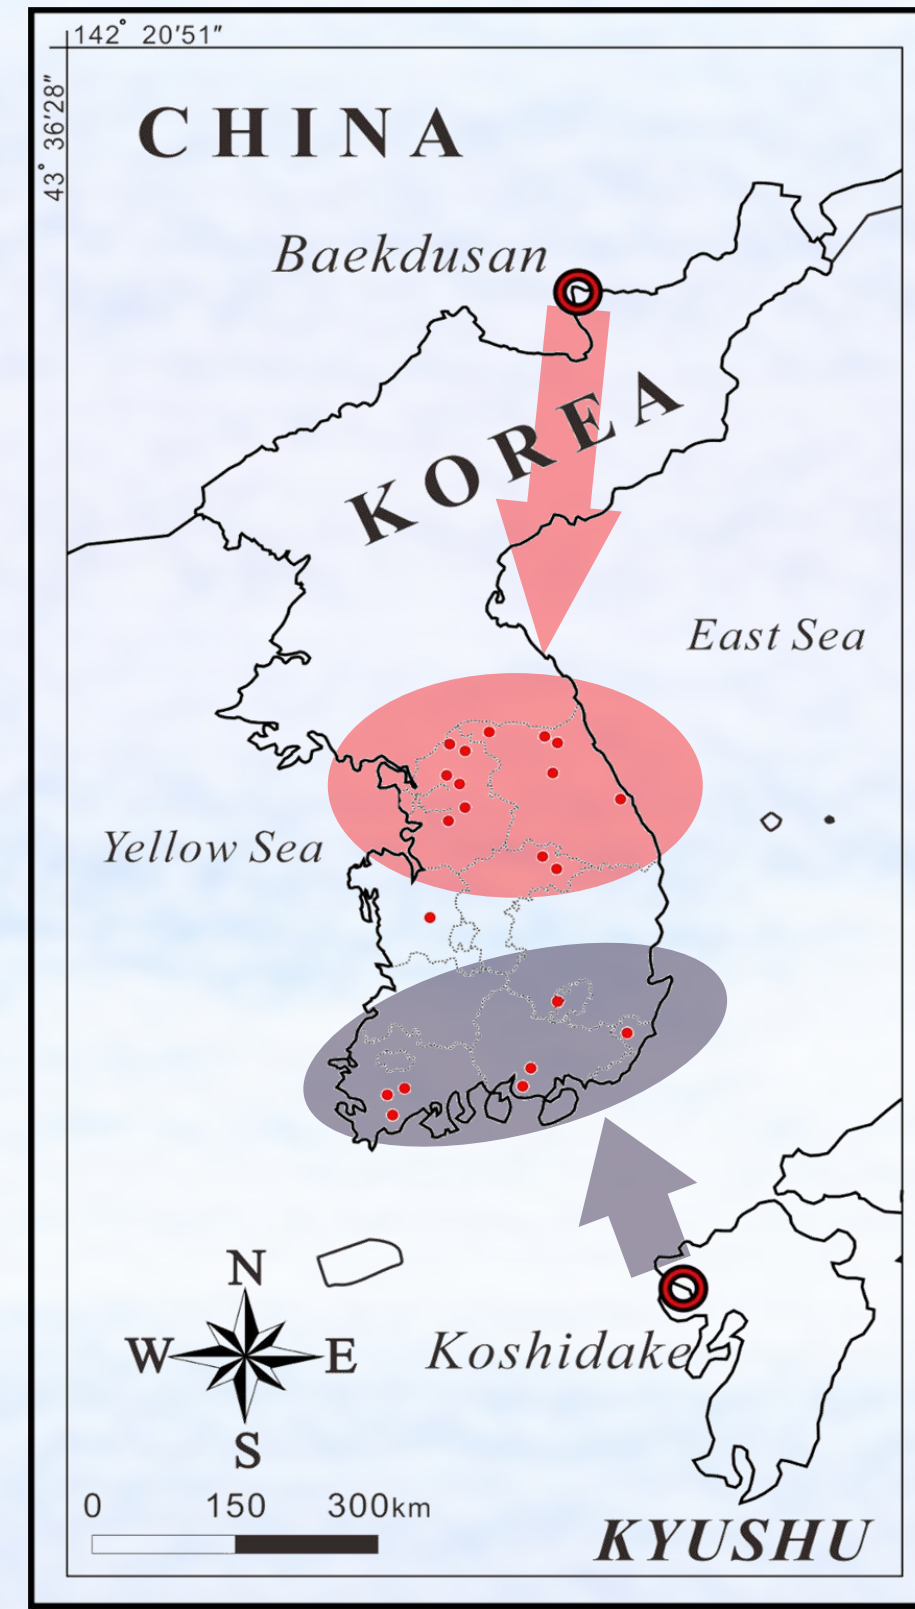 142° 20′51″
43° 36′28″
CHINA
Baekdusan
KOREA
East Sea
Yellow Sea
N
W E
S
Koshidake
0 150 300km
KYUSHU